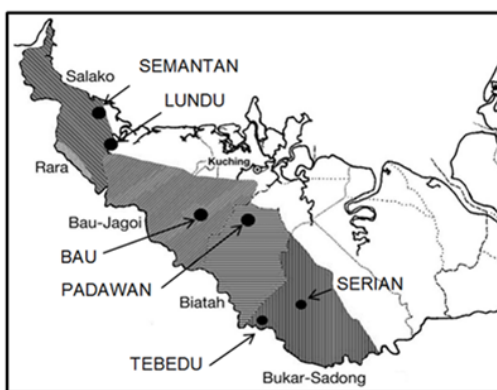 SEMANTAN
Salako
LUNDU
Kuching
Rara
Bau-Jagoi
BAU
PADAWAN
SERIAN
Biatah
TEBEDU
Bukar-Sadong